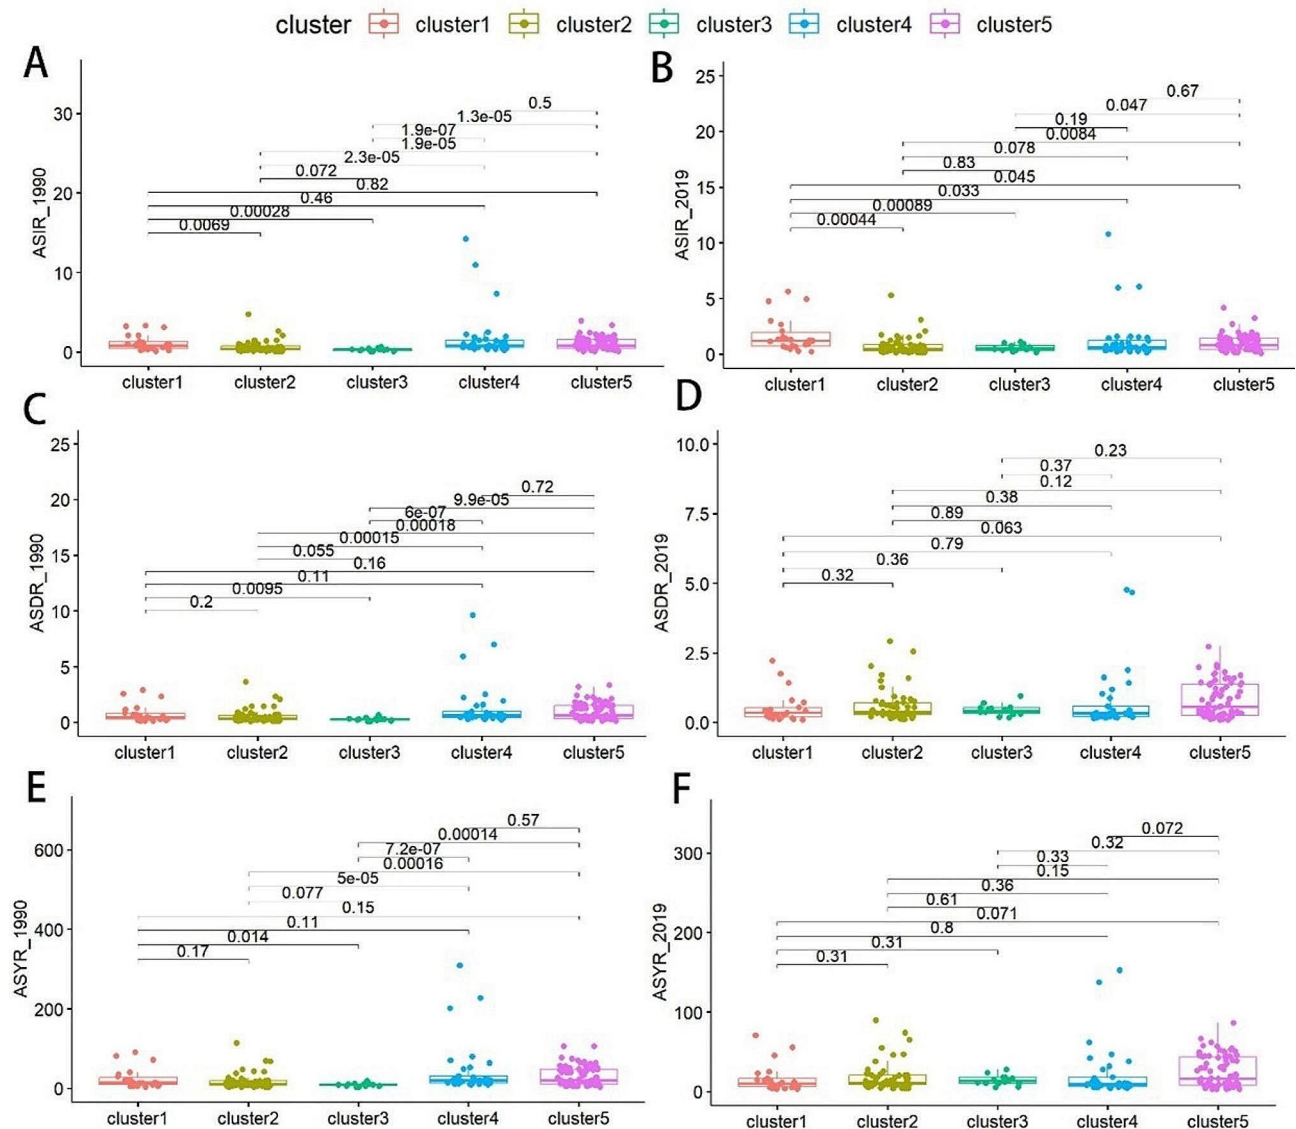 cluster cluster1 cluster2 cluster3 cluster4 cluster5
A
ASIR_1990
30
20
10
0
0.5
1.3e-05
1.9e-07
1.9e-05
2.3e-05
0.072
0.82
0.46
0.00028
0.0069
cluster1 cluster2 cluster3 cluster4 cluster5
B
ASIR_2019
25
20
15
10
5
0
0.67
0.047
0.19
0.0084
0.078
0.83
0.045
0.033
0.00089
0.00044
cluster1 cluster2 cluster3 cluster4 cluster5
C
ASDR_1990
25
20
15
10
5
0
0.72
9.9e-05
6e-07
0.00018
0.00015
0.055
0.16
0.11
0.0095
0.2
cluster1 cluster2 cluster3 cluster4 cluster5
D
ASDR_2019
10.0
7.5
5.0
2.5
0.0
0.23
0.37
0.12
0.38
0.89
0.063
0.79
0.36
0.32
cluster1 cluster2 cluster3 cluster4 cluster5
E
ASYR_1990
600
400
200
0
0.57
0.00014
7.2e-07
0.00016
5e-05
0.077
0.15
0.11
0.014
0.17
cluster1 cluster2 cluster3 cluster4 cluster5
F
ASYR_2019
300
200
100
0
0.072
0.32
0.33
0.15
0.36
0.61
0.071
0.8
0.31
0.31
cluster1 cluster2 cluster3 cluster4 cluster5